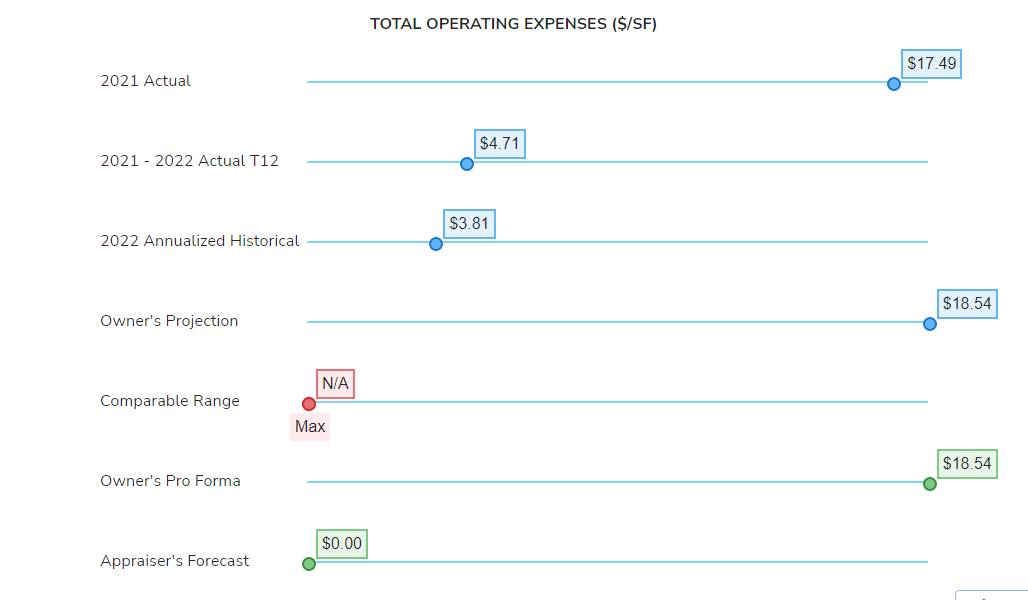 TOTAL OPERATING EXPENSES ($/SF)
2021 Actual
$17.49
2021 - 2022 Actual T12
$4.71
2022 Annualized Historical
$3.81
Owner's Projection
$18.54
Comparable Range
N/A
Max
Owner's Pro Forma
$18.54
Appraiser's Forecast
$0.00